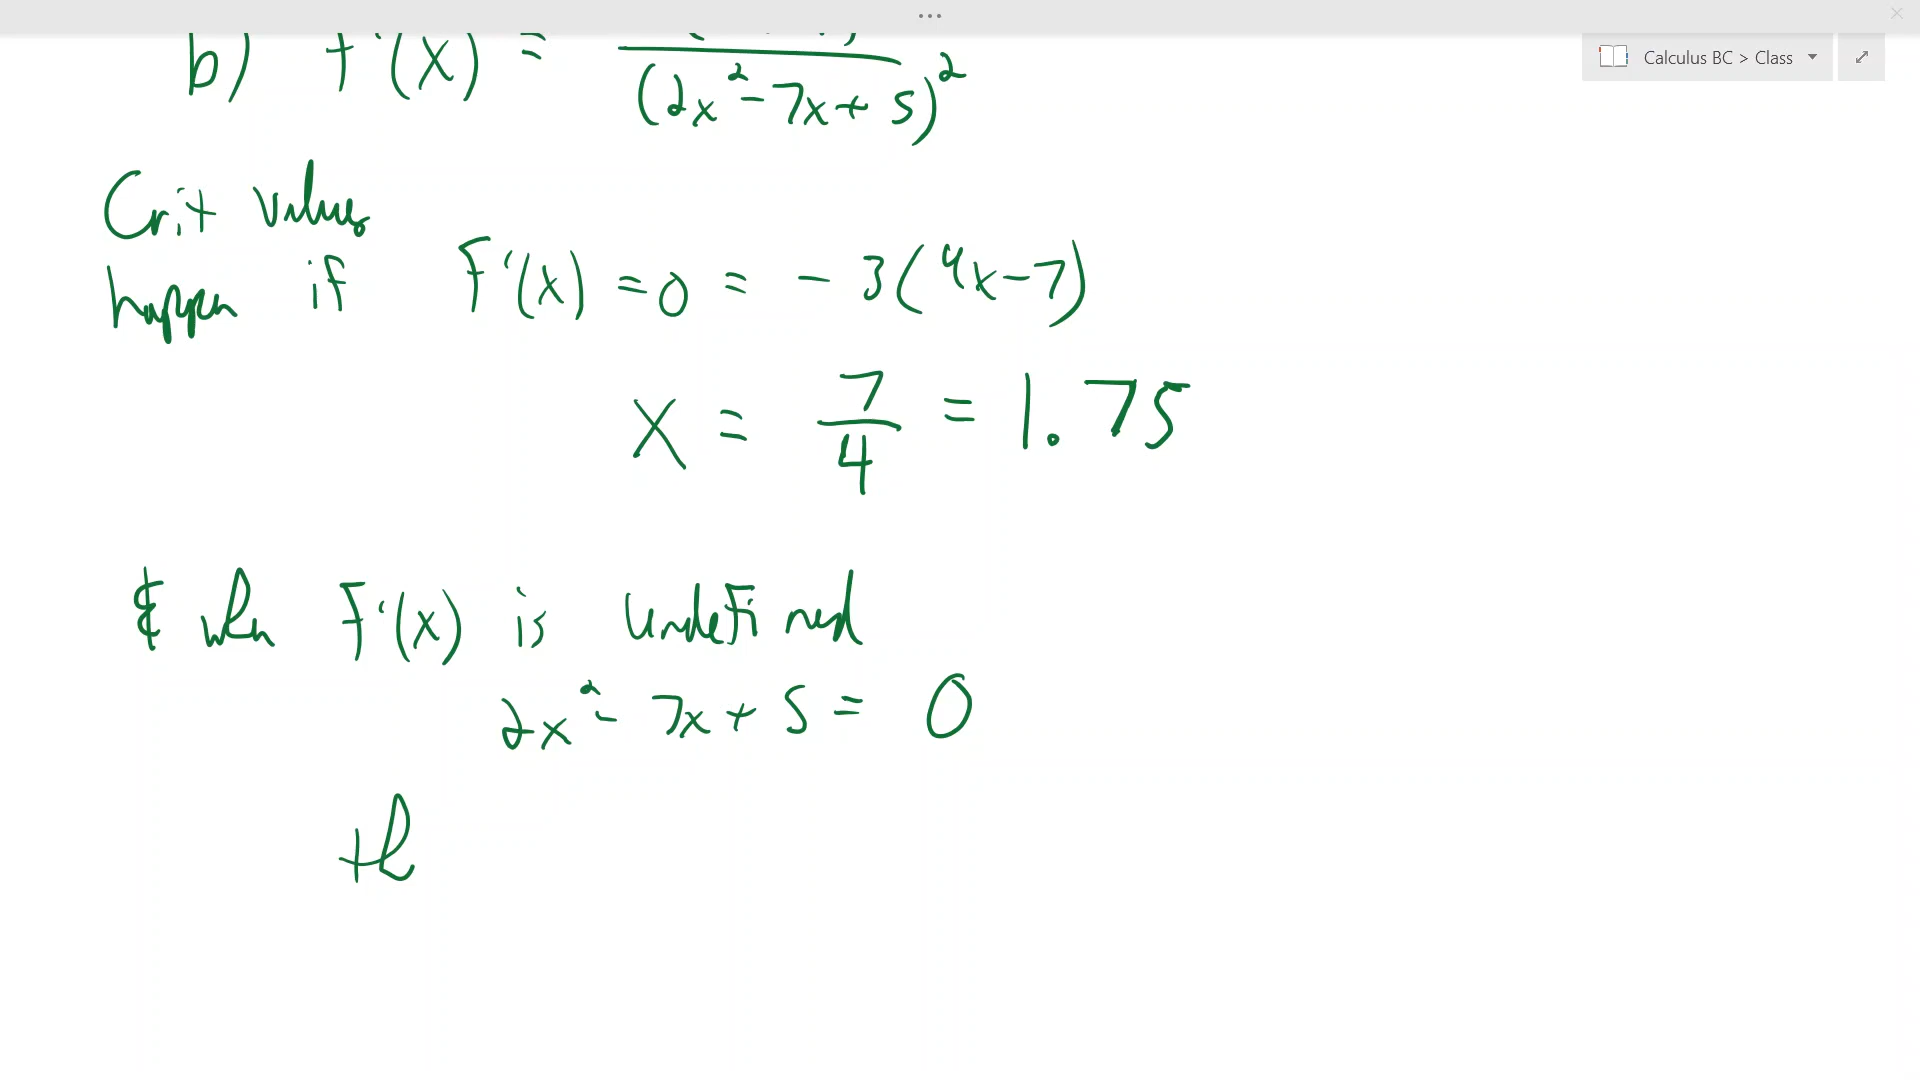 Calculus BC > Class
b) f'(x) =
(2x²-7x+5)²
Crit values
happen if f'(x) = 0 = -3(4x-7)
x = 7/4 = 1.75
& when f'(x) is undefined
2x²-7x+5= 0
th